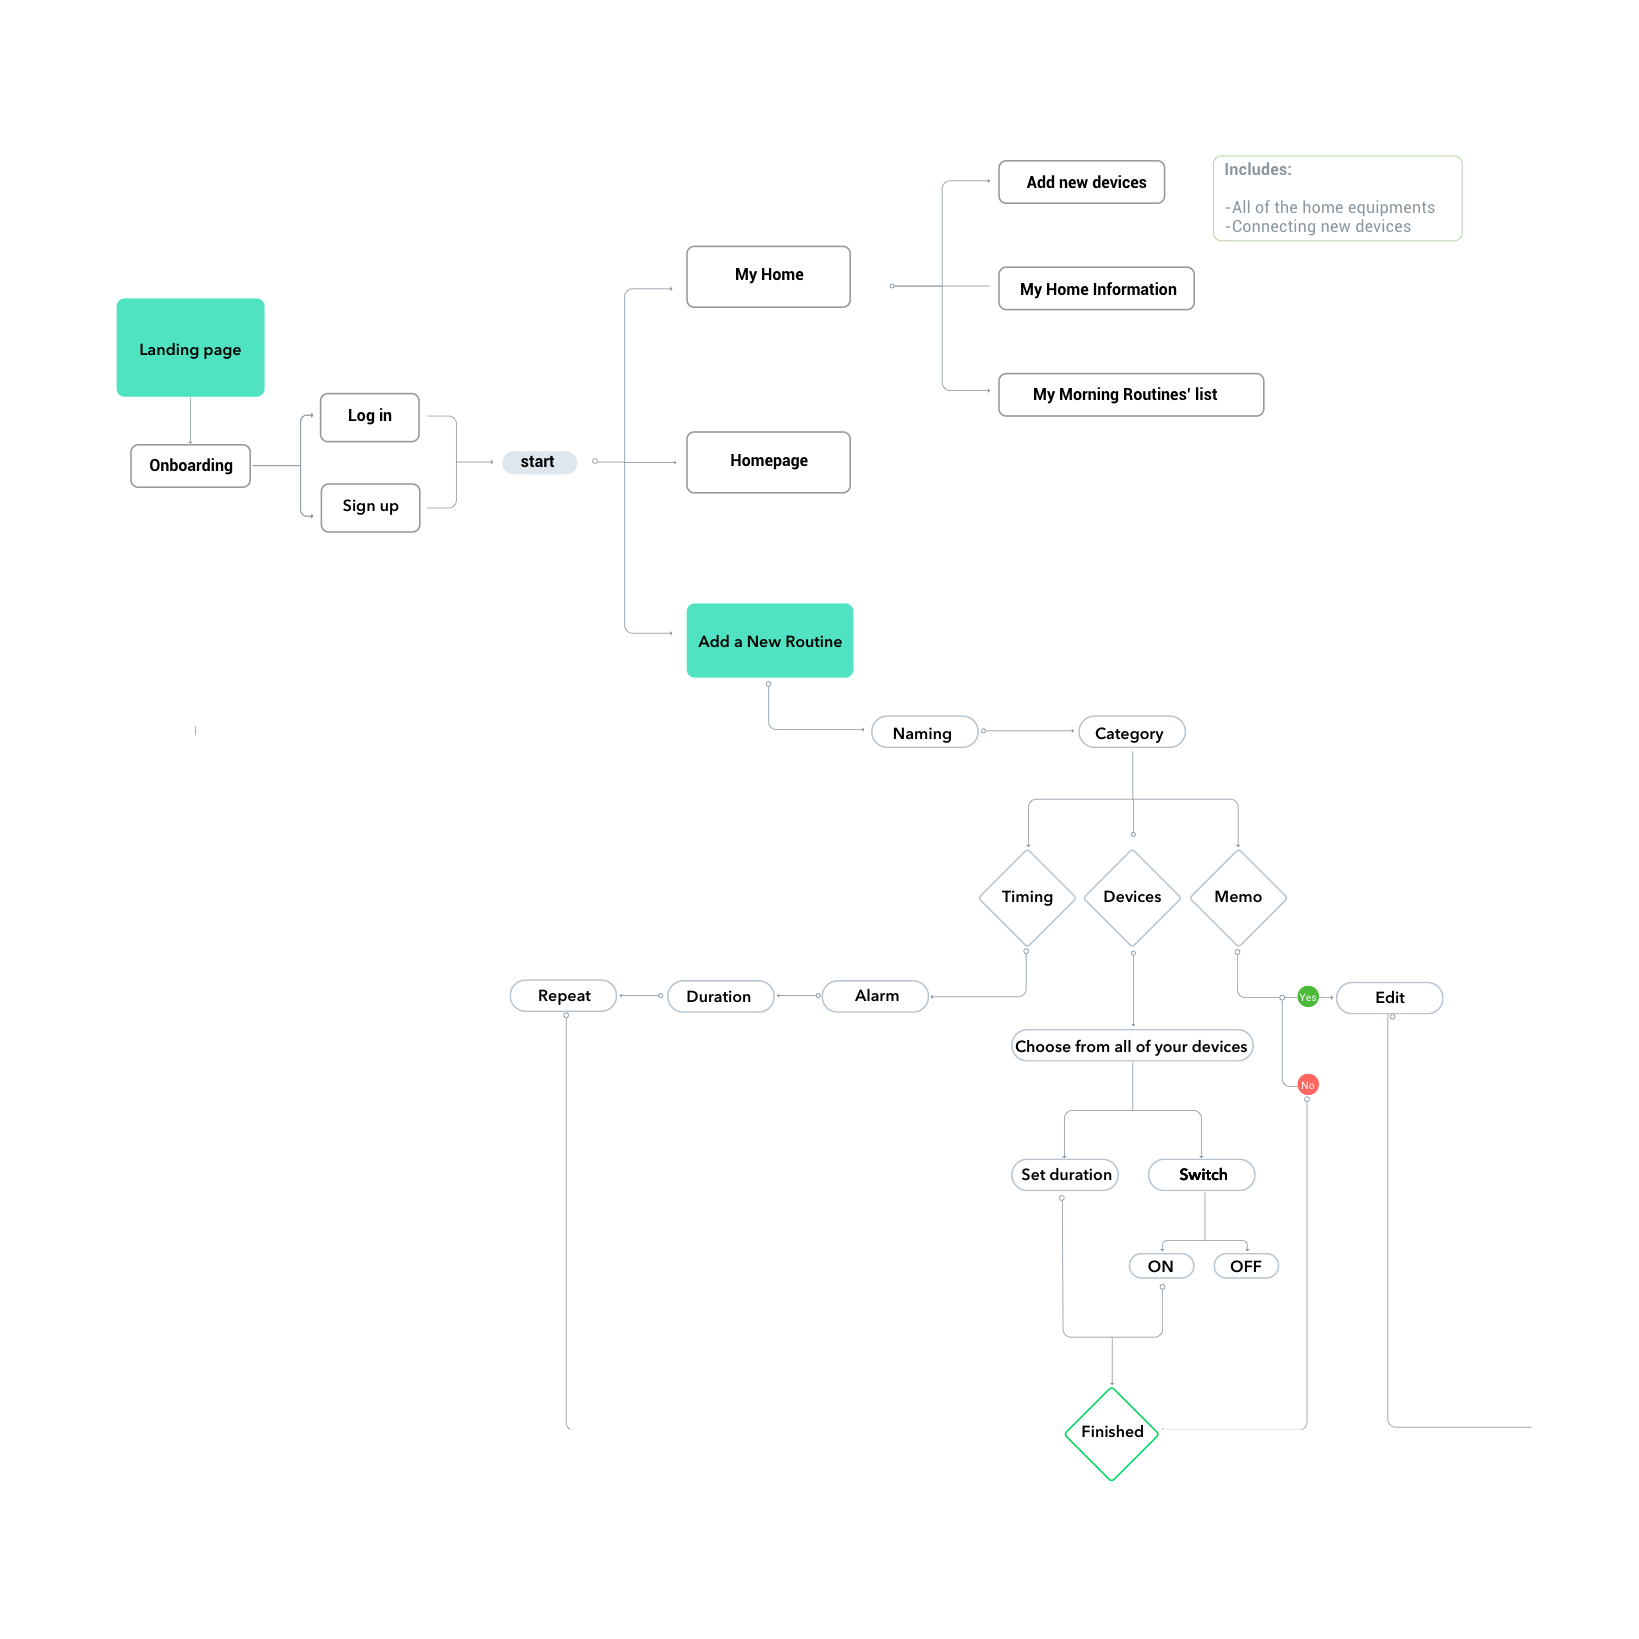 Add new devices
Includes:
-All of the home equipments
-Connecting new devices
My Home
My Home Information
Landing page
My Morning Routines' list
Log in
Onboarding
start
Homepage
Sign up
Add a New Routine
Naming
Category
Timing
Devices
Memo
Repeat
Duration
Alarm
Yes
Edit
Choose from all of your devices
No
Set duration
Switch
ON
OFF
Finished